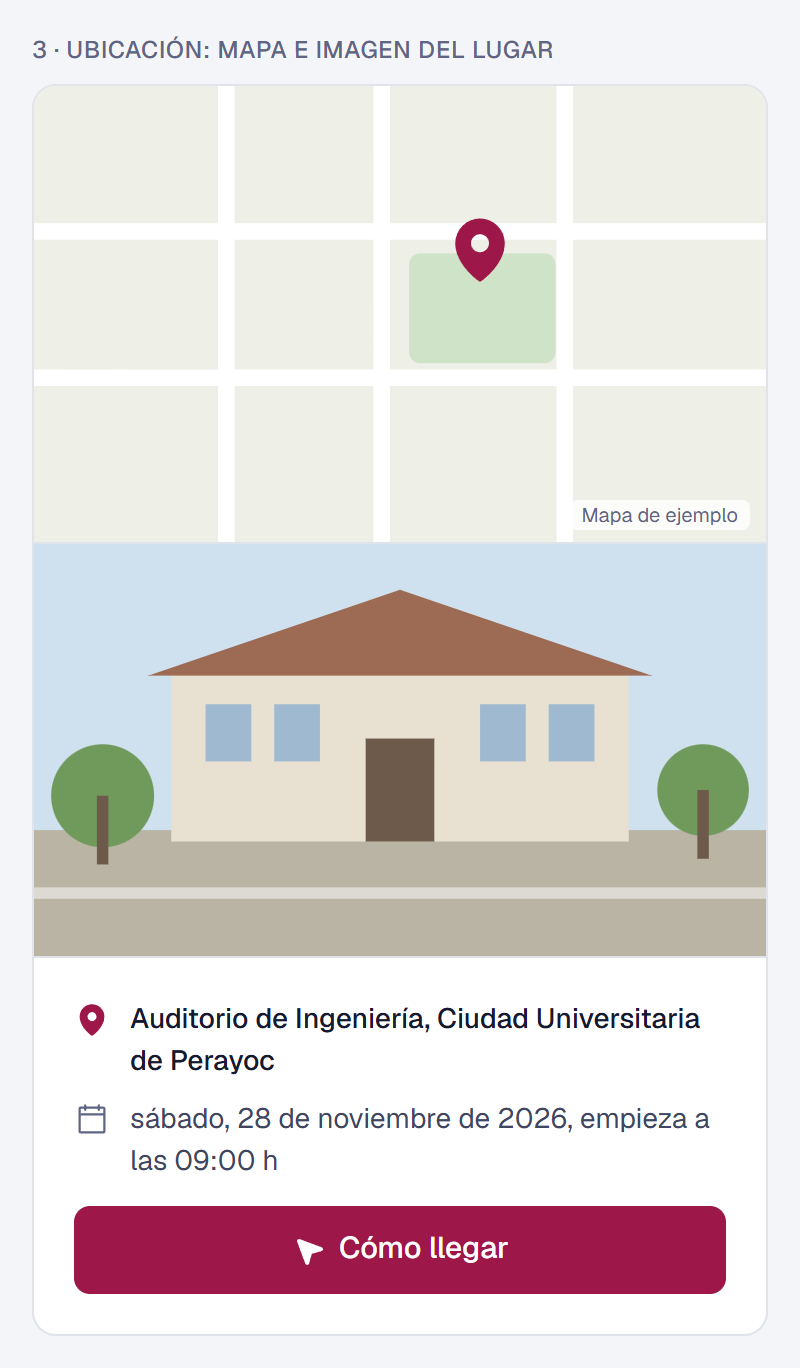 3 · UBICACIÓN: MAPA E IMAGEN DEL LUGAR
Mapa de ejemplo
Auditorio de Ingeniería, Ciudad Universitaria
de Perayoc
sábado, 28 de noviembre de 2026, empieza a
las 09:00 h
Cómo llegar